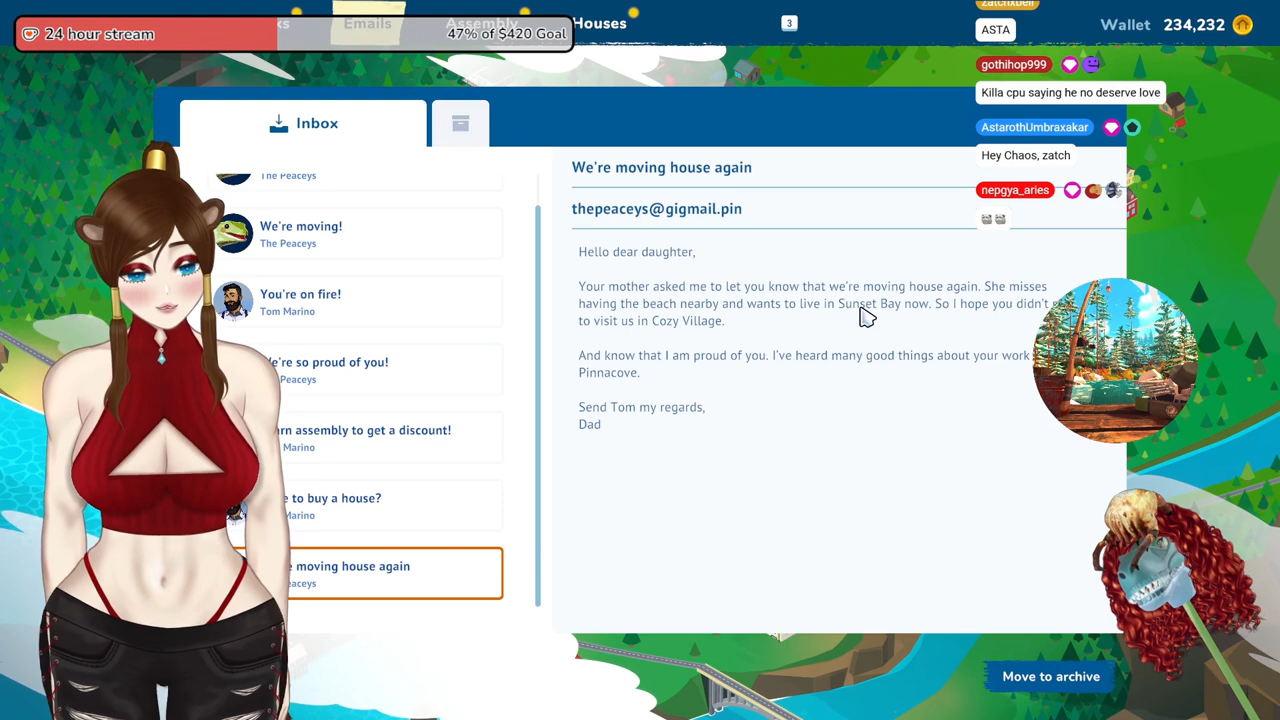 24 hour stream
47% of $420 Goal
Emails
Assembly
Houses
3
Wallet 234,232
zatchxbell
ASTA
gothihop999
Killa cpu saying he no deserve love
AstarothUmbraxakar
Hey Chaos, zatch
nepgya_aries
Inbox
The Peaceys
We're moving!
The Peaceys
You're on fire!
Tom Marino
're so proud of you!
Peaceys
rn assembly to get a discount!
Marino
e to buy a house?
Marino
e moving house again
eaceys
We're moving house again
thepeaceys@gigmail.pin
Hello dear daughter,
Your mother asked me to let you know that we're moving house again. She misses
having the beach nearby and wants to live in Sunset Bay now. So I hope you didn't
to visit us in Cozy Village.
And know that I am proud of you. I've heard many good things about your work
Pinnacove.
Send Tom my regards,
Dad
Move to archive